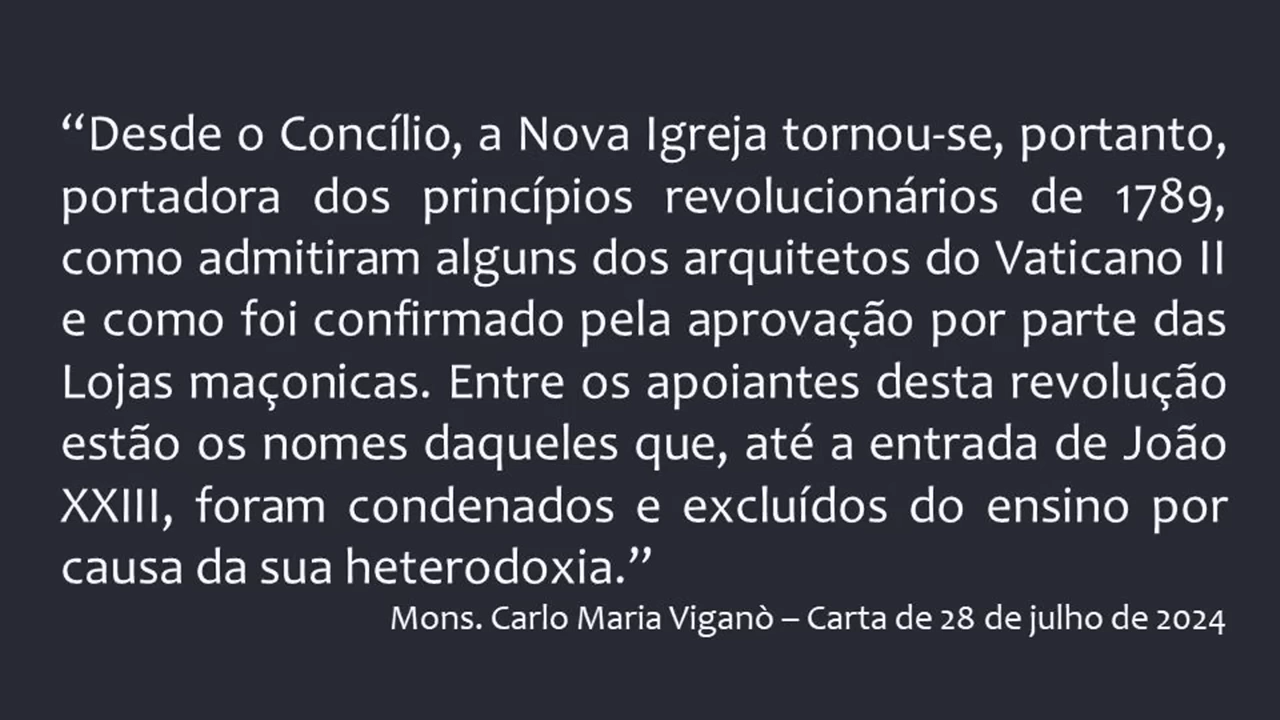 “Desde o Concílio, a Nova Igreja tornou-se, portanto,
portadora dos princípios revolucionários de 1789,
como admitiram alguns dos arquitetos do Vaticano II
e como foi confirmado pela aprovação por parte das
Lojas maçonicas. Entre os apoiantes desta revolução
estão os nomes daqueles que, até a entrada de João
XXIII, foram condenados e excluídos do ensino por
causa da sua heterodoxia.”
Mons. Carlo Maria Viganò – Carta de 28 de julho de 2024